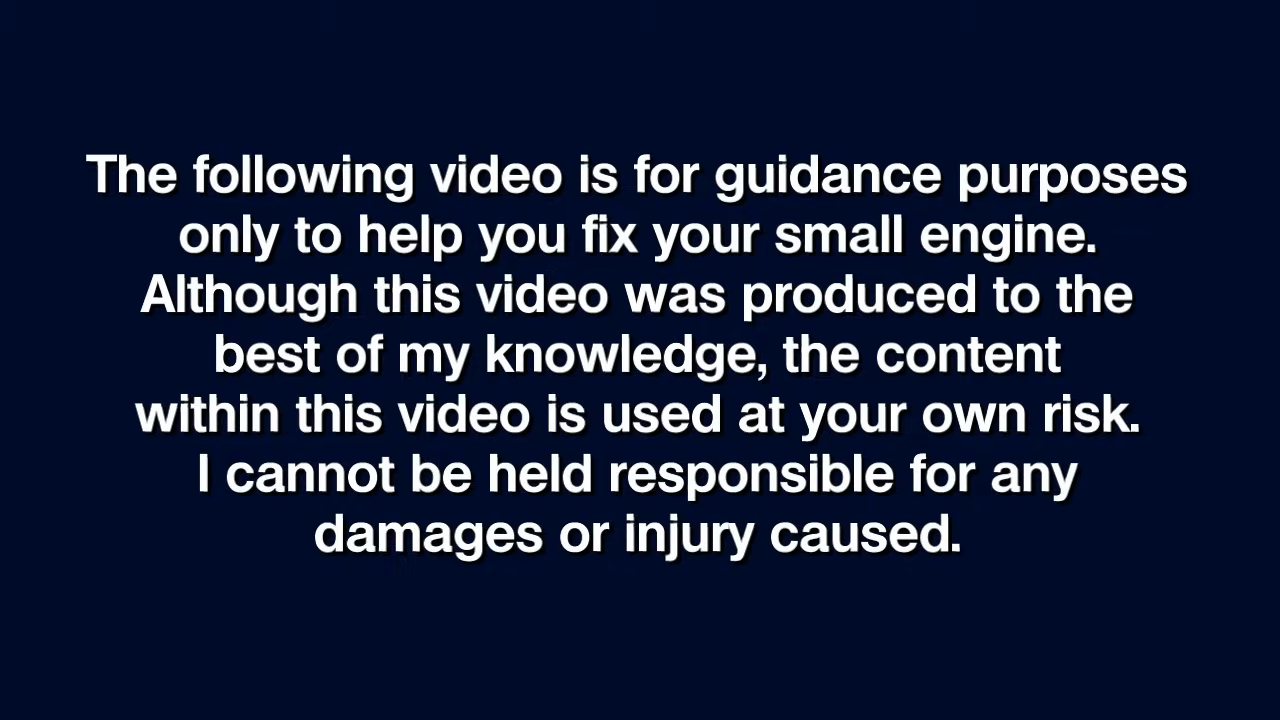 The following video is for guidance purposes
only to help you fix your small engine.
Although this video was produced to the
best of my knowledge, the content
within this video is used at your own risk.
I cannot be held responsible for any
damages or injury caused.